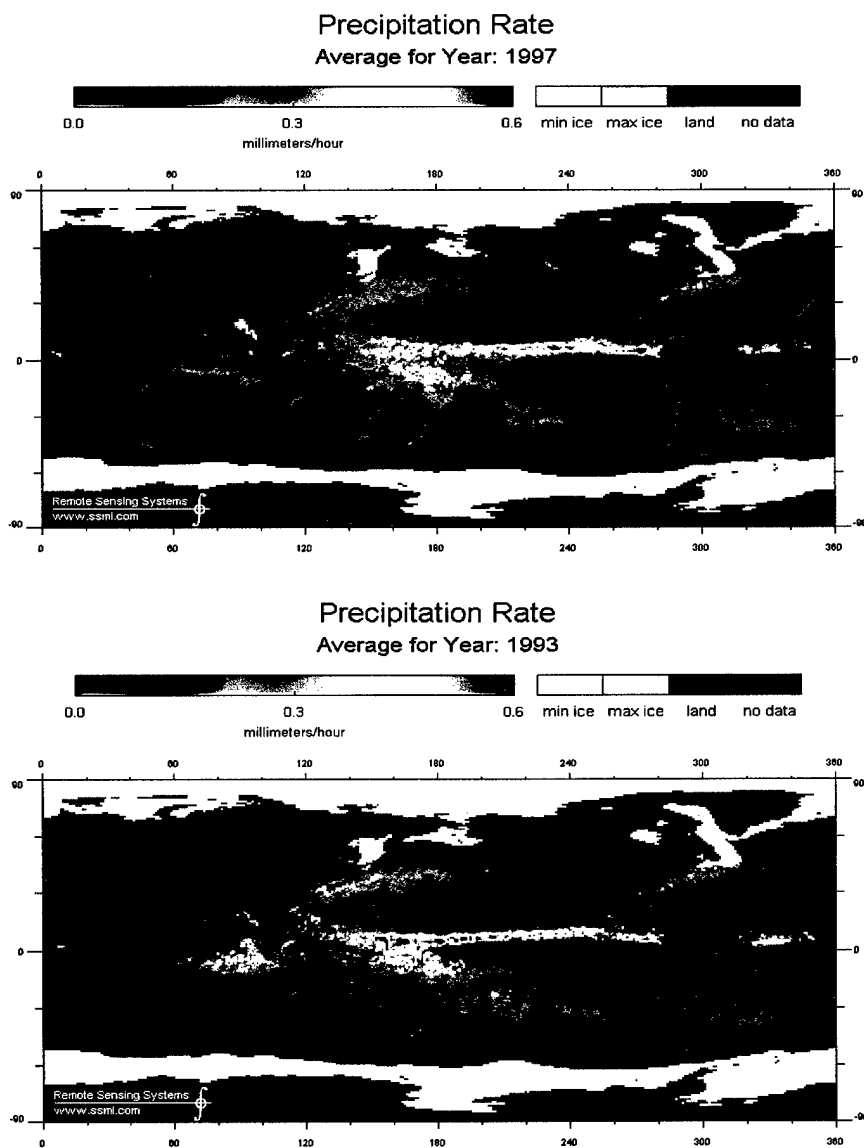 Precipitation Rate
Average for Year: 1997
0.0 0.3 0.6 min ice max ice land no data
millimeters/hour
0 60 120 180 240 300 360
90 90
0 0
-90 -90
Remote Sensing Systems
www.ssmi.com
0 60 120 180 240 300 360
Precipitation Rate
Average for Year: 1993
0.0 0.3 0.6 min ice max ice land no data
millimeters/hour
0 60 120 180 240 300 360
90 90
0 0
-90 -90
Remote Sensing Systems
www.ssmi.com
0 60 120 180 240 300 360